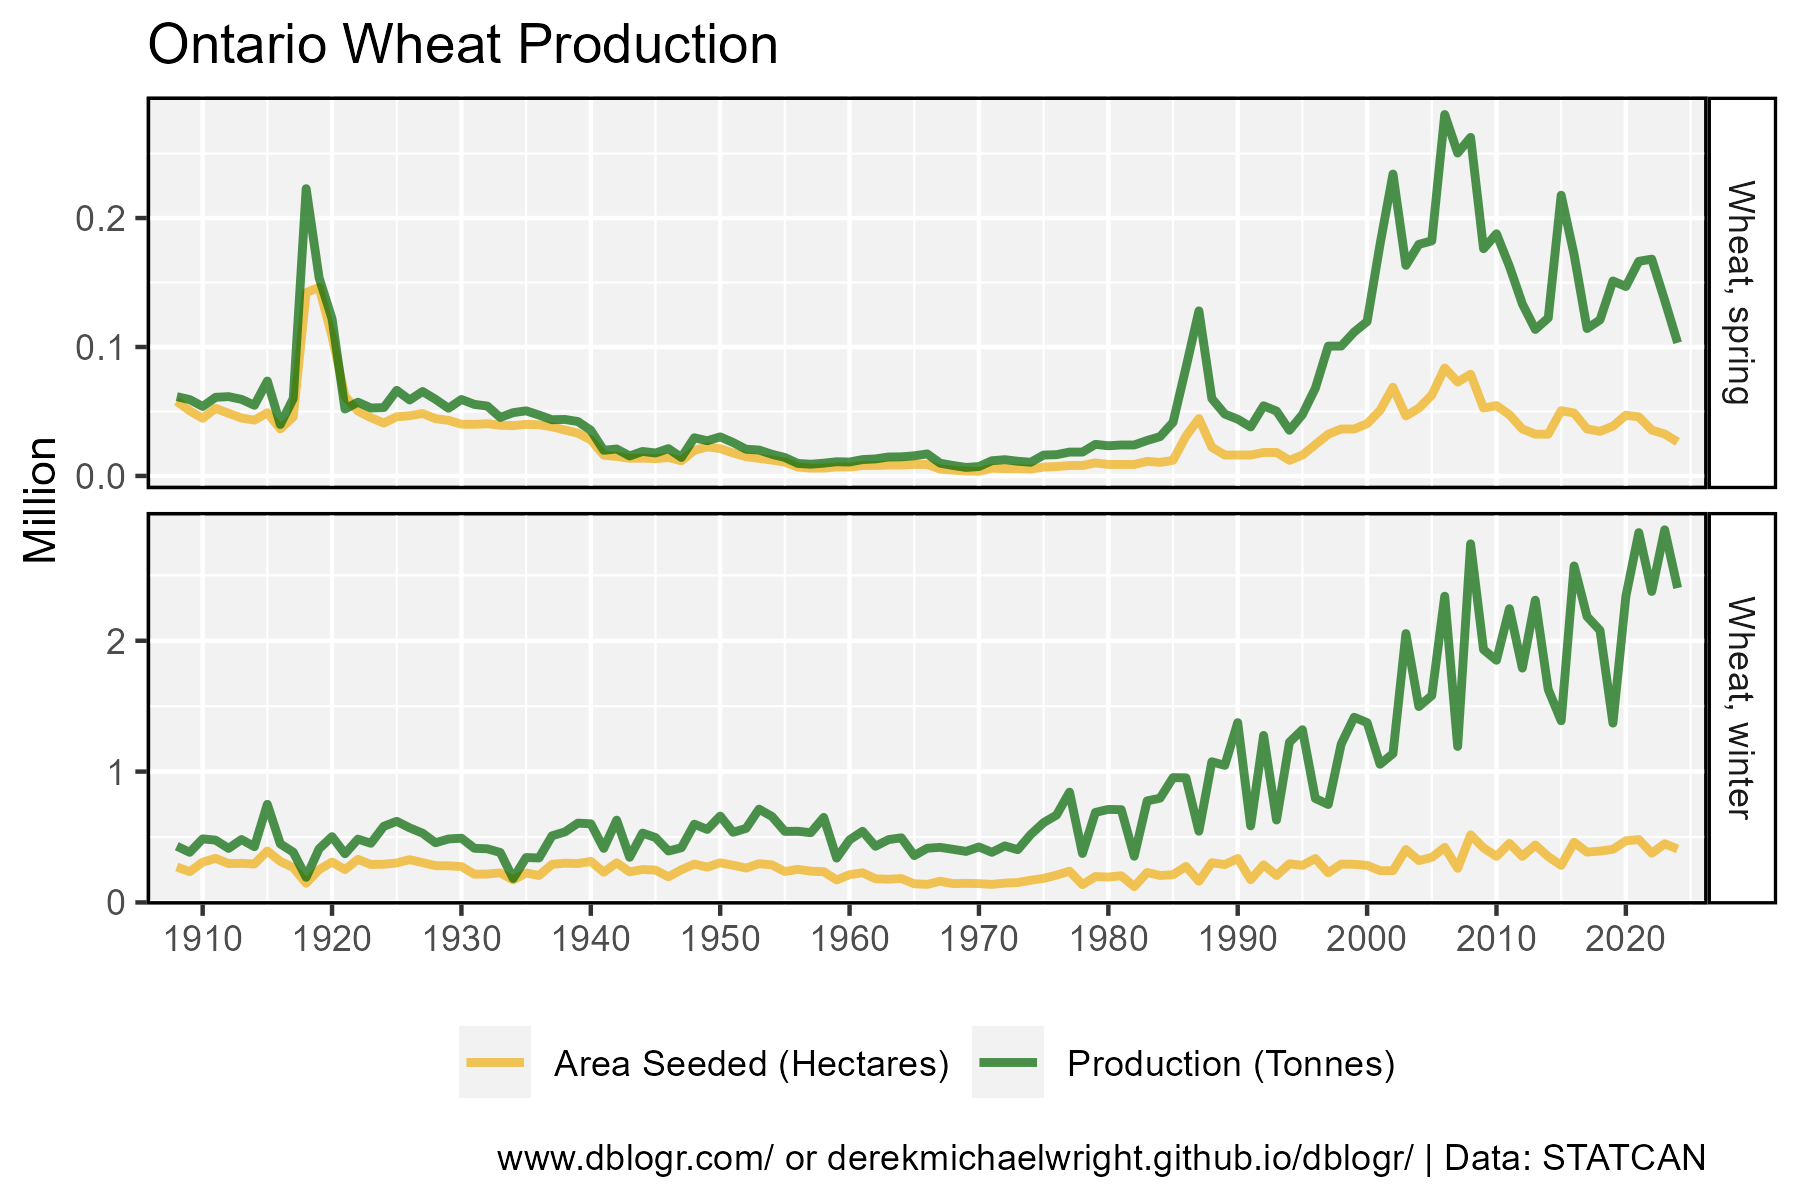 Ontario Wheat Production
Million
0.2
0.1
0.0
Wheat, spring
2
1
0
Wheat, winter
1910 1920 1930 1940 1950 1960 1970 1980 1990 2000 2010 2020
Area Seeded (Hectares) Production (Tonnes)
www.dblogr.com/ or derekmichaelwright.github.io/dblogr/ | Data: STATCAN